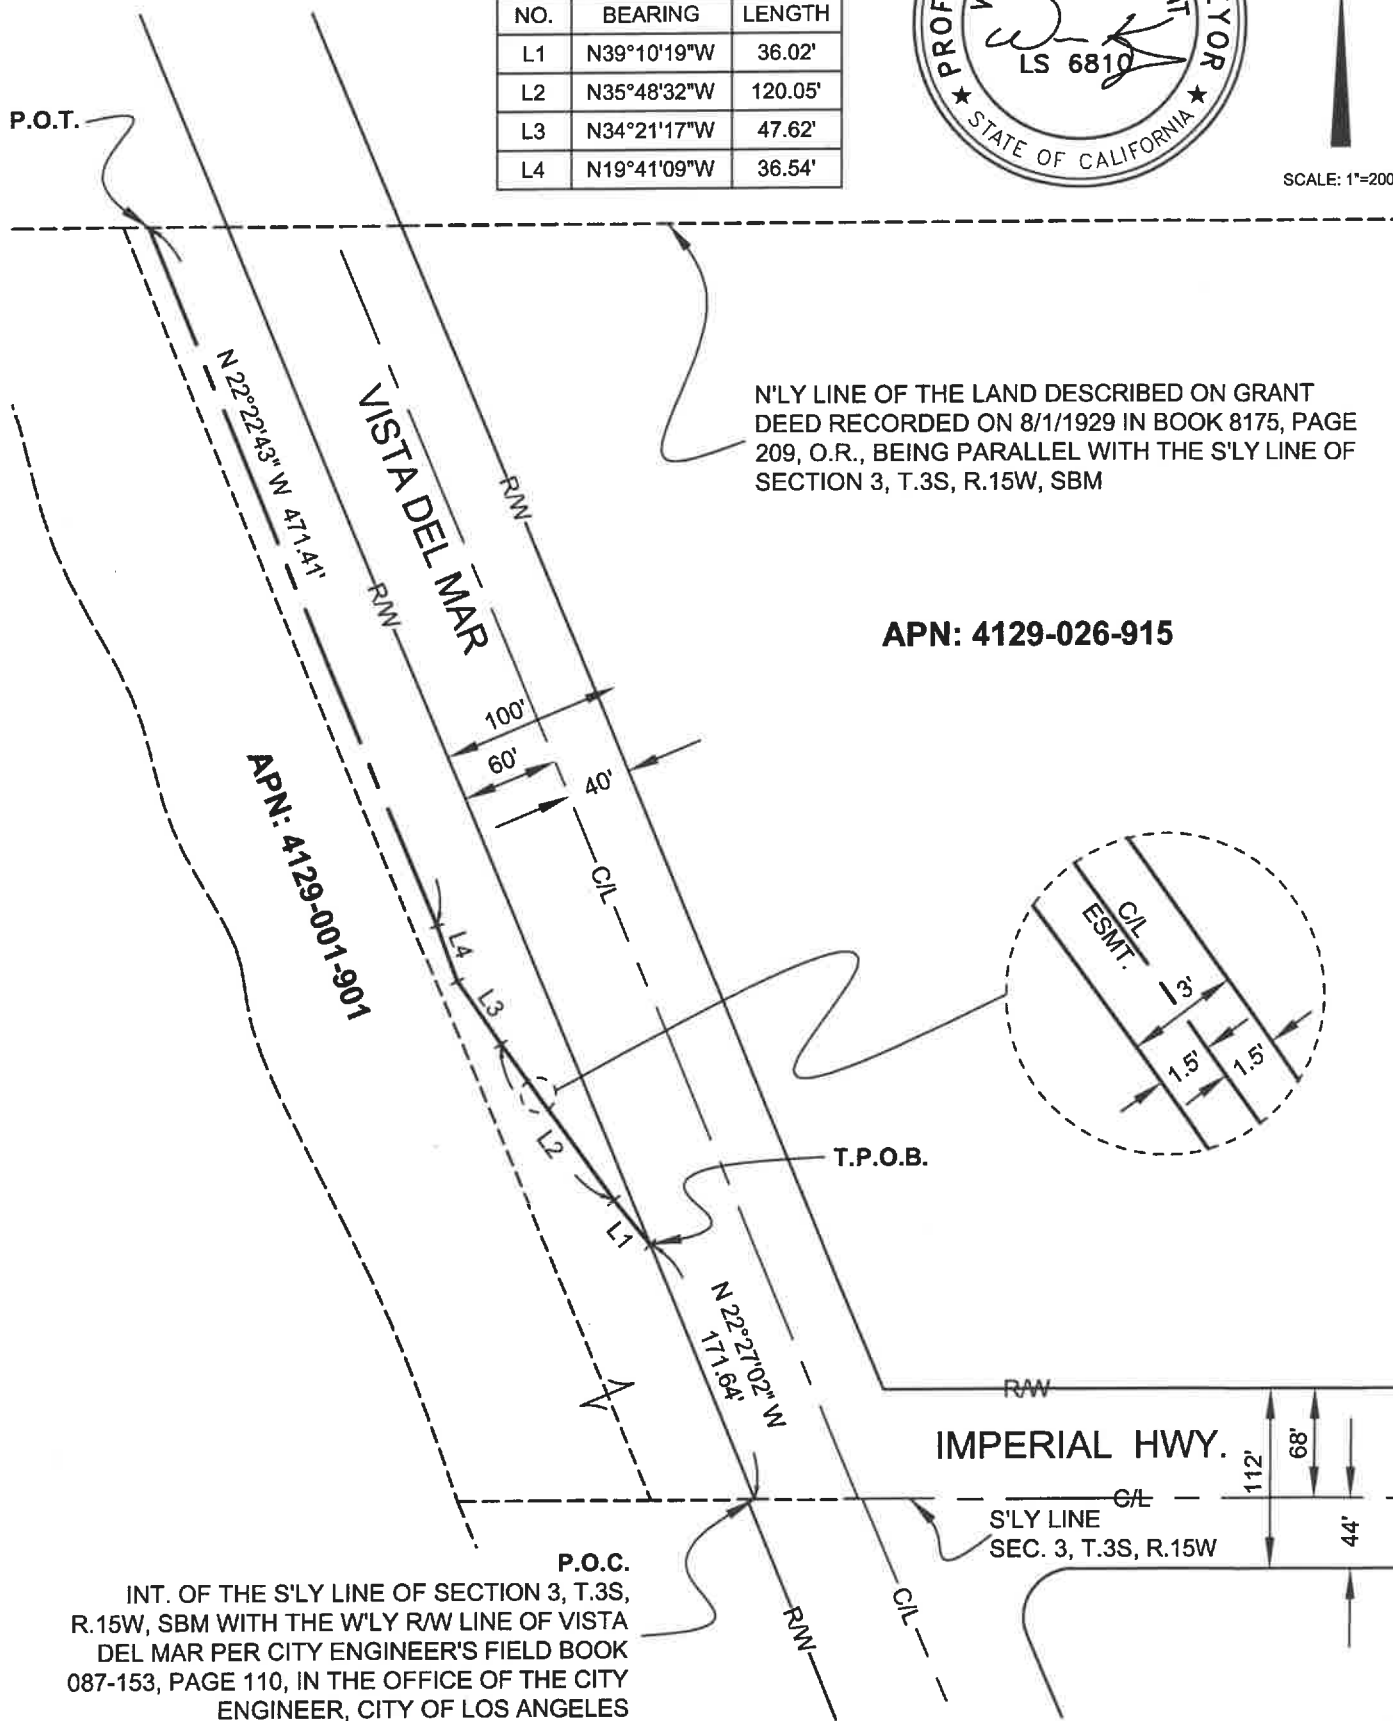 NO. BEARING LENGTH
L1 N39°10'19"W 36.02'
L2 N35°48'32"W 120.05'
L3 N34°21'17"W 47.62'
L4 N19°41'09"W 36.54'
LS 6810
★ STATE OF CALIFORNIA ★
SCALE: 1"=200
P.O.T.
N 22°22'43" W 471.41'
VISTA DEL MAR
R/W
R/W
N'LY LINE OF THE LAND DESCRIBED ON GRANT
DEED RECORDED ON 8/1/1929 IN BOOK 8175, PAGE
209, O.R., BEING PARALLEL WITH THE S'LY LINE OF
SECTION 3, T.3S, R.15W, SBM
APN: 4129-026-915
100'
60'
40'
APN: 4129-001-901
C/L
C/L
ESMT.
3'
1.5'
1.5'
L4
L3
L2
L1
T.P.O.B.
N 22°27'02" W
171.64'
R/W
IMPERIAL HWY.
112'
68'
C/L
44'
S'LY LINE
SEC. 3, T.3S, R.15W
P.O.C.
INT. OF THE S'LY LINE OF SECTION 3, T.3S,
R.15W, SBM WITH THE W'LY R/W LINE OF VISTA
DEL MAR PER CITY ENGINEER'S FIELD BOOK
087-153, PAGE 110, IN THE OFFICE OF THE CITY
ENGINEER, CITY OF LOS ANGELES
R/W
C/L